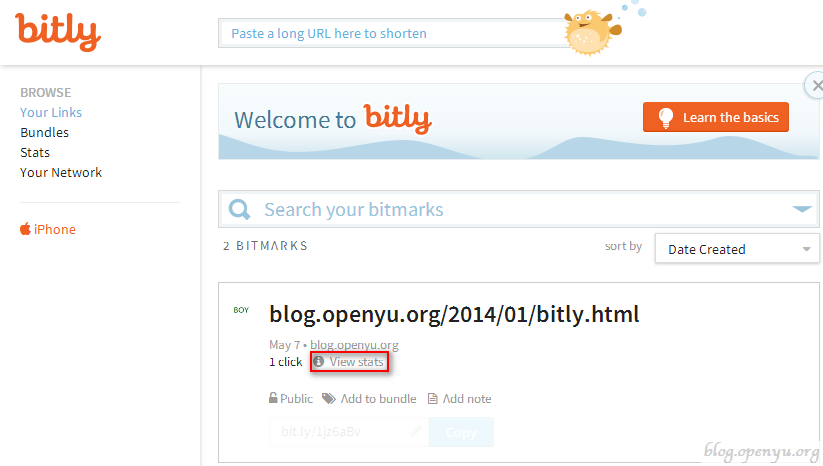 bitly
Paste a long URL here to shorten
BROWSE
Your Links
Bundles
Stats
Your Network
iPhone
Welcome to bitly
Learn the basics
Search your bitmarks
2 BITMARKS
sort by Date Created
BOY
blog.openyu.org/2014/01/bitly.html
May 7 • blog.openyu.org
1 click View stats
Public Add to bundle Add note
bit.ly/1jz6aBv Copy
blog.openyu.org